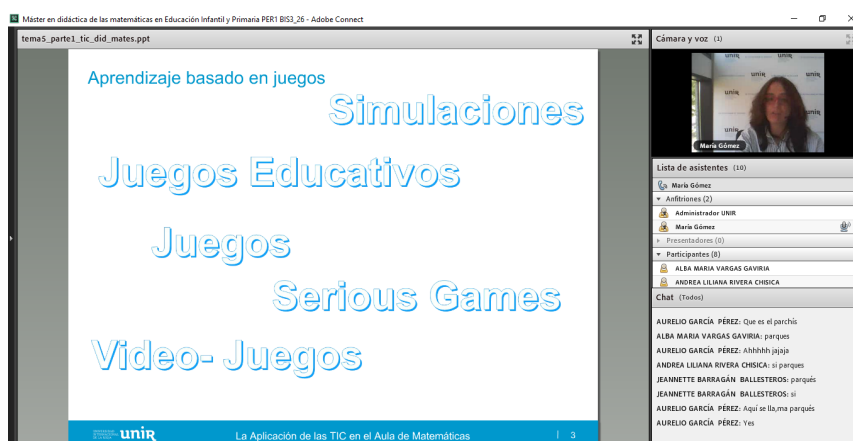 Máster en didáctica de las matemáticas en Educación Infantil y Primaria PER1 BIS3_26 - Adobe Connect
tema5_parte1_tic_did_mates.ppt
Aprendizaje basado en juegos
Simulaciones
Juegos Educativos
Juegos
Serious Games
Video- Juegos
unir
La Aplicación de las TIC en el Aula de Matemáticas
3
Cámara y voz (1)
unir
María Gómez
Lista de asistentes (10)
María Gómez
Anfitriones (2)
Administrador UNIR
María Gómez
Presentadores (0)
Participantes (8)
ALBA MARIA VARGAS GAVIRIA
ANDREA LILIANA RIVERA CHISICA
Chat (Todos)
AURELIO GARCÍA PÉREZ: Que es el parchís
ALBA MARIA VARGAS GAVIRIA: parques
AURELIO GARCÍA PÉREZ: Ahhhhh jajaja
ANDREA LILIANA RIVERA CHISICA: si parques
JEANNETTE BARRAGÁN BALLESTEROS: parqués
JEANNETTE BARRAGÁN BALLESTEROS: si
AURELIO GARCÍA PÉREZ: Aquí se lla,ma parqués
AURELIO GARCÍA PÉREZ: Yes